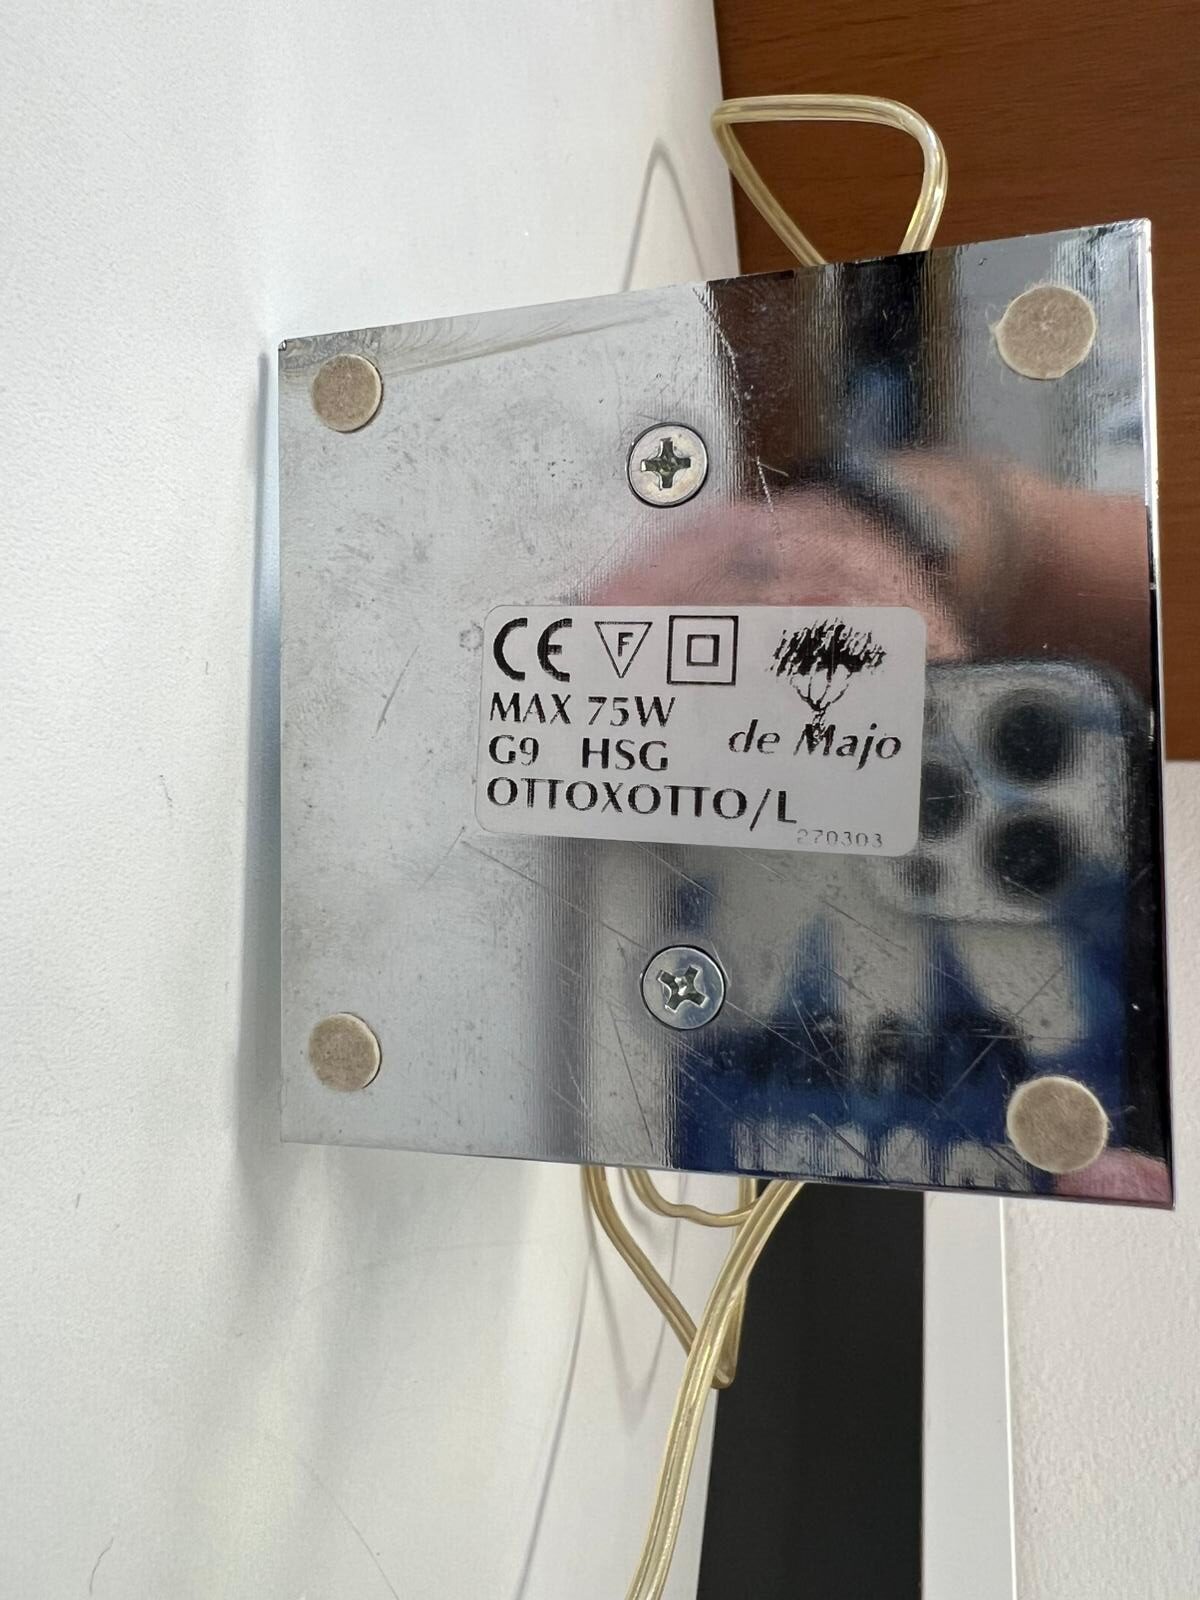 CE F
MAX 75W
G9 HSG
de Majo
OTTOXOTTO/L
270303